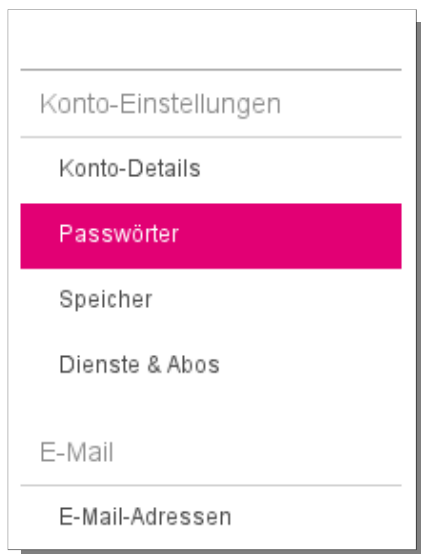 Konto-Einstellungen
Konto-Details
Passwörter
Speicher
Dienste & Abos
E-Mail
E-Mail-Adressen